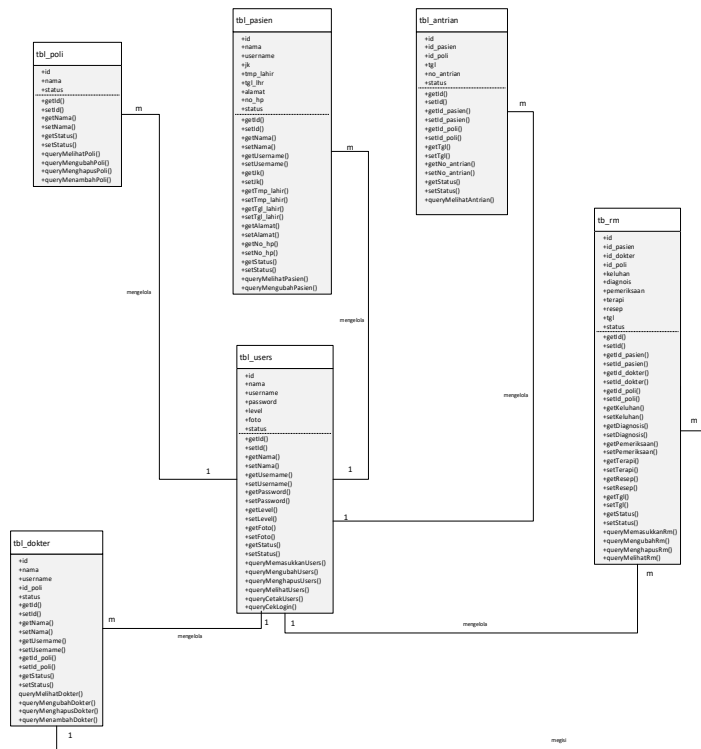 tbl_poli
+id
+nama
+status
+getId()
+setId()
+getNama()
+setNama()
+getStatus()
+setStatus()
+queryMelihatPoli()
+queryMengubahPoli()
+queryMenghapusPoli()
+queryMenambahPoli()
m
mengelola
tbl_pasien
+id
+nama
+username
+jk
+tmp_lahir
+tgl_lhr
+alamat
+no_hp
+status
+getId()
+setId()
+getNama()
+setNama()
+getUsername()
+setUsername()
+getJk()
+setJk()
+getTmp_lahir()
+setTmp_lahir()
+getTgl_lahir()
+setTgl_lahir()
+getAlamat()
+setAlamat()
+getNo_hp()
+setNo_hp()
+getStatus()
+setStatus()
+queryMelihatPasien()
+queryMengubahPasien()
m
mengelola
tbl_antrian
+id
+id_pasien
+id_poli
+tgl
+no_antrian
+status
+getId()
+setId()
+getId_pasien()
+setId_pasien()
+getId_poli()
+setId_poli()
+getTgl()
+setTgl()
+getNo_antrian()
+setNo_antrian()
+getStatus()
+setStatus()
+queryMelihatAntrian()
m
mengelola
tb_rm
+id
+id_pasien
+id_dokter
+id_poli
+keluhan
+diagnois
+pemeriksaan
+terapi
+resep
+tgl
+status
+getId()
+setId()
+getId_pasien()
+setId_pasien()
+getId_dokter()
+setId_dokter()
+getId_poli()
+setId_poli()
+getKeluhan()
+setKeluhan()
+getDiagnosis()
+setDiagnosis()
+getPemeriksaan()
+setPemeriksaan()
+getTerapi()
+setTerapi()
+getResep()
+setResep()
+getTgl()
+setTgl()
+getStatus()
+setStatus()
+queryMemasukkanRm()
+queryMengubahRm()
+queryMenghapusRm()
+queryMelihatRm()
m
m
tbl_users
+id
+nama
+username
+password
+level
+foto
+status
+getId()
+setId()
+getNama()
+setNama()
+getUsername()
+setUsername()
+getPassword()
+setPassword()
+getLevel()
+setLevel()
+getFoto()
+setFoto()
+getStatus()
+setStatus()
+queryMemasukkanUsers()
+queryMengubahUsers()
+queryMenghapusUsers()
+queryMelihatUsers()
+queryCetakUsers()
+queryCekLogin()
1
1
1
1
1
mengelola
tbl_dokter
+id
+nama
+username
+id_poli
+status
+getId()
+setId()
+getNama()
+setNama()
+getUsername()
+setUsername()
+getId_poli()
+setId_poli()
+getStatus()
+setStatus()
queryMelihatDokter()
+queryMengubahDokter()
+queryMenghapusDokter()
+queryMenambahDokter()
m
mengelola
1
megisi